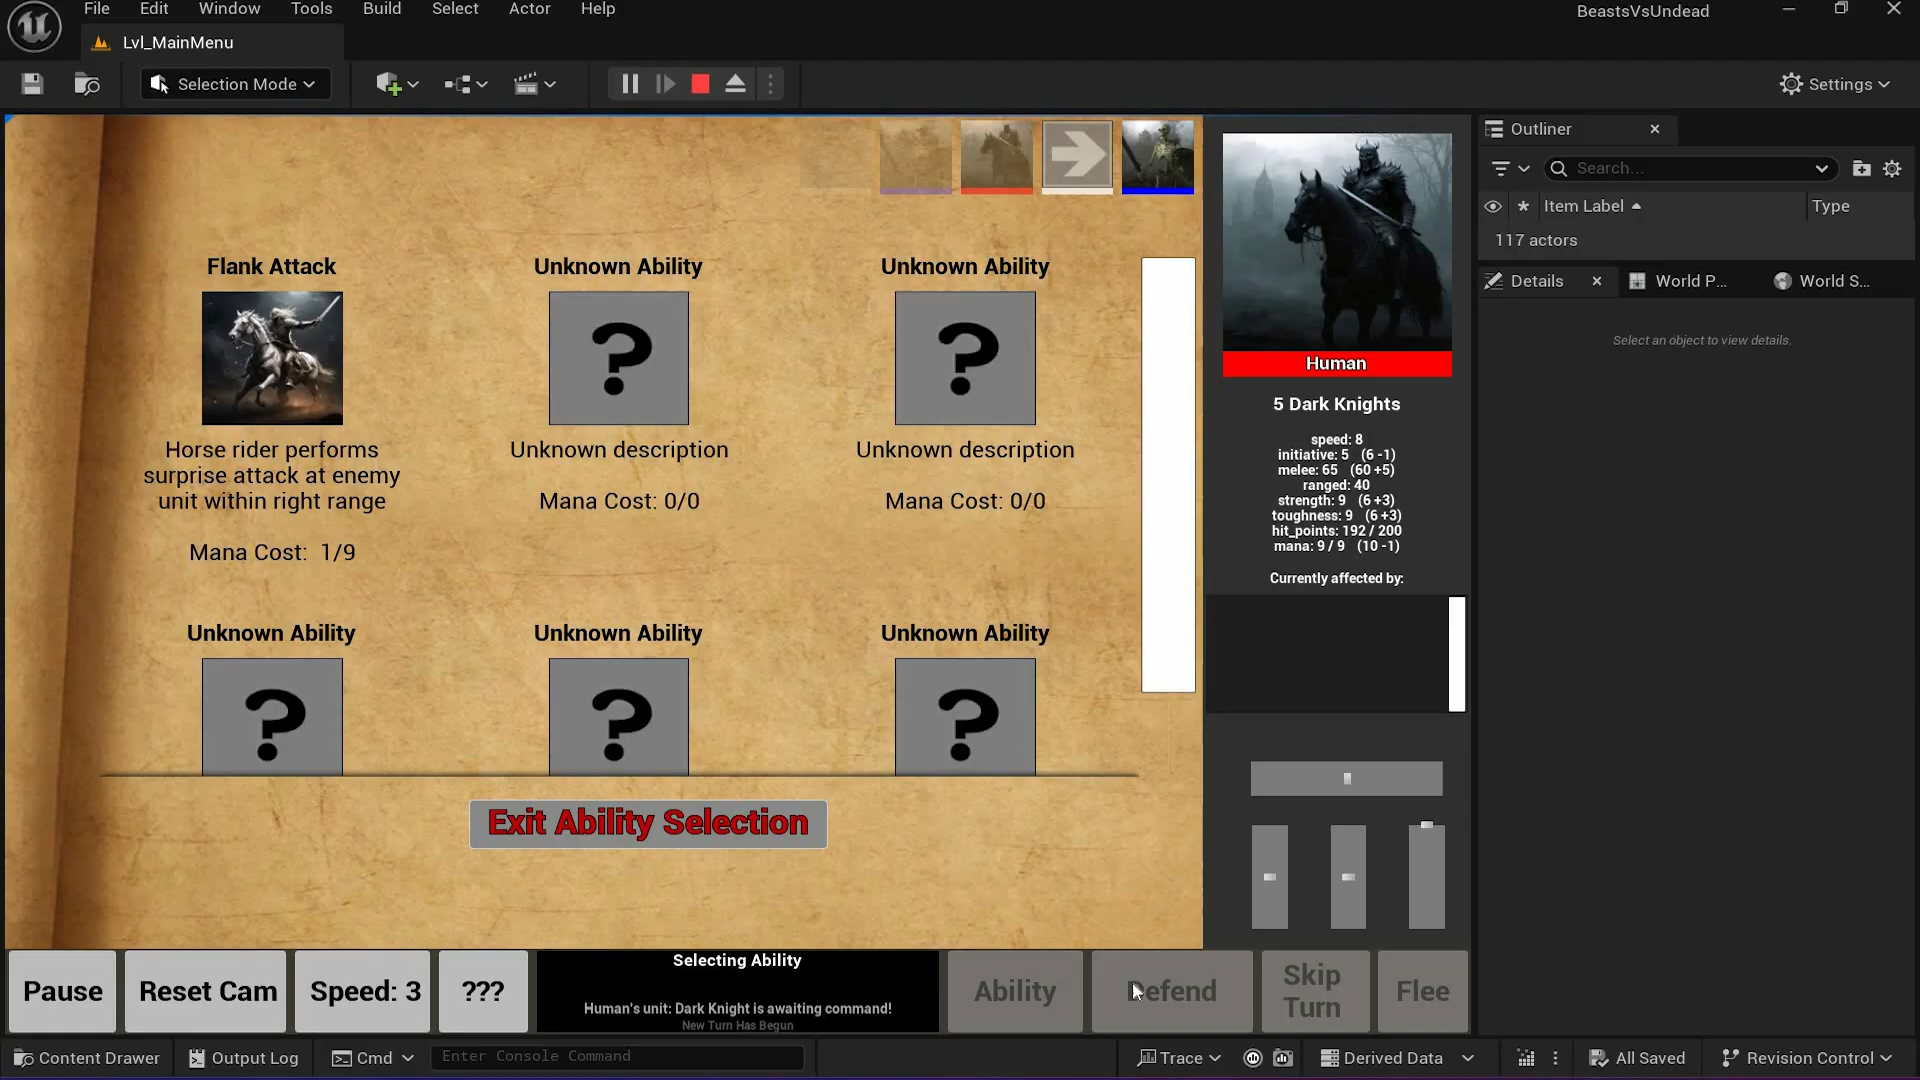 File Edit Window Tools Build Select Actor Help
BeastsVsUndead
Lvl_MainMenu
Selection Mode
Settings
Flank Attack
Horse rider performs
surprise attack at enemy
unit within right range
Mana Cost: 1/9
Unknown Ability
?
Unknown description
Mana Cost: 0/0
Unknown Ability
?
Unknown description
Mana Cost: 0/0
Unknown Ability
?
Unknown Ability
?
Unknown Ability
?
Exit Ability Selection
Human
5 Dark Knights
speed: 8
initiative: 5 (6 -1)
melee: 65 (60 +5)
ranged: 40
strength: 9 (6 +3)
toughness: 9 (6 +3)
hit_points: 192 / 200
mana: 9 / 9 (10 -1)
Currently affected by:
Outliner
Search...
Item Label
Type
117 actors
Details
World P...
World S...
Select an object to view details.
Pause
Reset Cam
Speed: 3
???
Selecting Ability
Human's unit: Dark Knight is awaiting command!
New Turn Has Begun
Ability
Defend
Skip
Turn
Flee
Content Drawer
Output Log
Cmd
Enter Console Command
Trace
Derived Data
All Saved
Revision Control